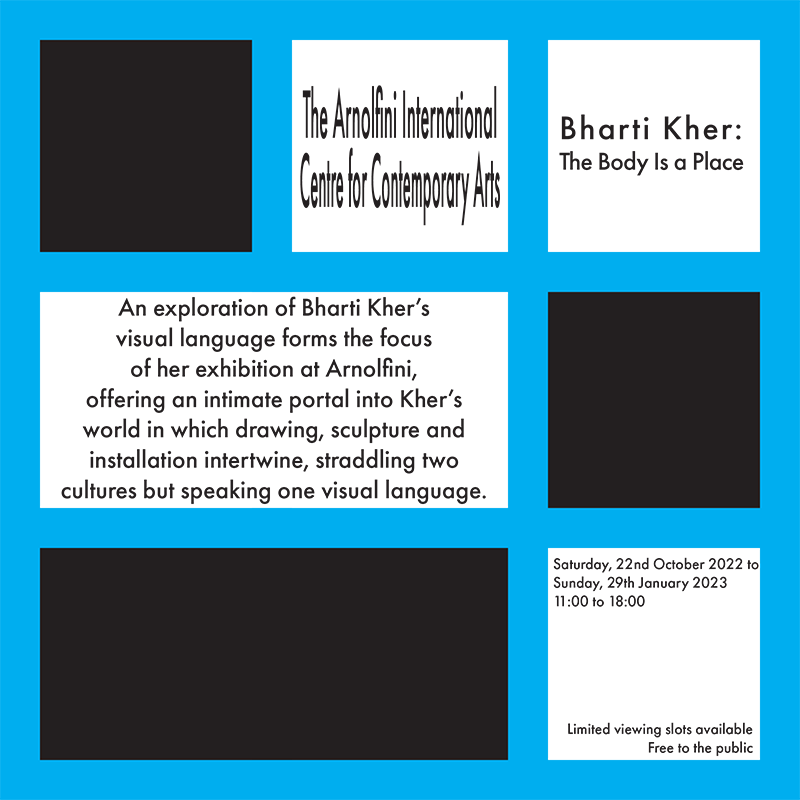 The Arnolfini International
Centre for Contemporary Arts
Bharti Kher:
The Body Is a Place
An exploration of Bharti Kher’s
visual language forms the focus
of her exhibition at Arnolfini,
offering an intimate portal into Kher’s
world in which drawing, sculpture and
installation intertwine, straddling two
cultures but speaking one visual language.
Saturday, 22nd October 2022 to
Sunday, 29th January 2023
11:00 to 18:00
Limited viewing slots available
Free to the public